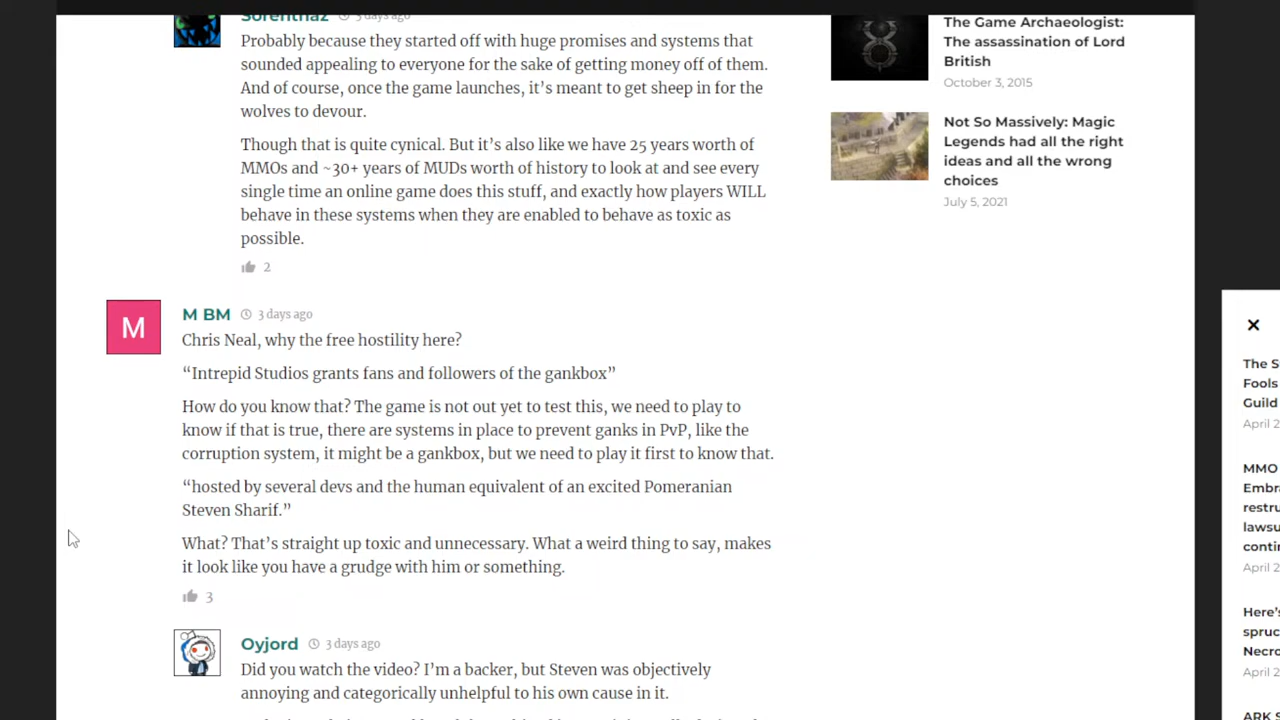 Sorenthaz 3 days ago
Probably because they started off with huge promises and systems that
sounded appealing to everyone for the sake of getting money off of them.
And of course, once the game launches, it’s meant to get sheep in for the
wolves to devour.
Though that is quite cynical. But it’s also like we have 25 years worth of
MMOs and ~30+ years of MUDs worth of history to look at and see every
single time an online game does this stuff, and exactly how players WILL
behave in these systems when they are enabled to behave as toxic as
possible.
2
M
M BM 3 days ago
Chris Neal, why the free hostility here?
“Intrepid Studios grants fans and followers of the gankbox”
How do you know that? The game is not out yet to test this, we need to play to
know if that is true, there are systems in place to prevent ganks in PvP, like the
corruption system, it might be a gankbox, but we need to play it first to know that.
“hosted by several devs and the human equivalent of an excited Pomeranian
Steven Sharif.”
What? That’s straight up toxic and unnecessary. What a weird thing to say, makes
it look like you have a grudge with him or something.
3
Oyjord 3 days ago
Did you watch the video? I’m a backer, but Steven was objectively
annoying and categorically unhelpful to his own cause in it.
The Game Archaeologist:
The assassination of Lord
British
October 3, 2015
Not So Massively: Magic
Legends had all the right
ideas and all the wrong
choices
July 5, 2021
The S
Fools
Guild
April 2
MMO
Embra
restru
lawsu
contin
April 2
Here’s
spruc
Necro
April 2
ARK S